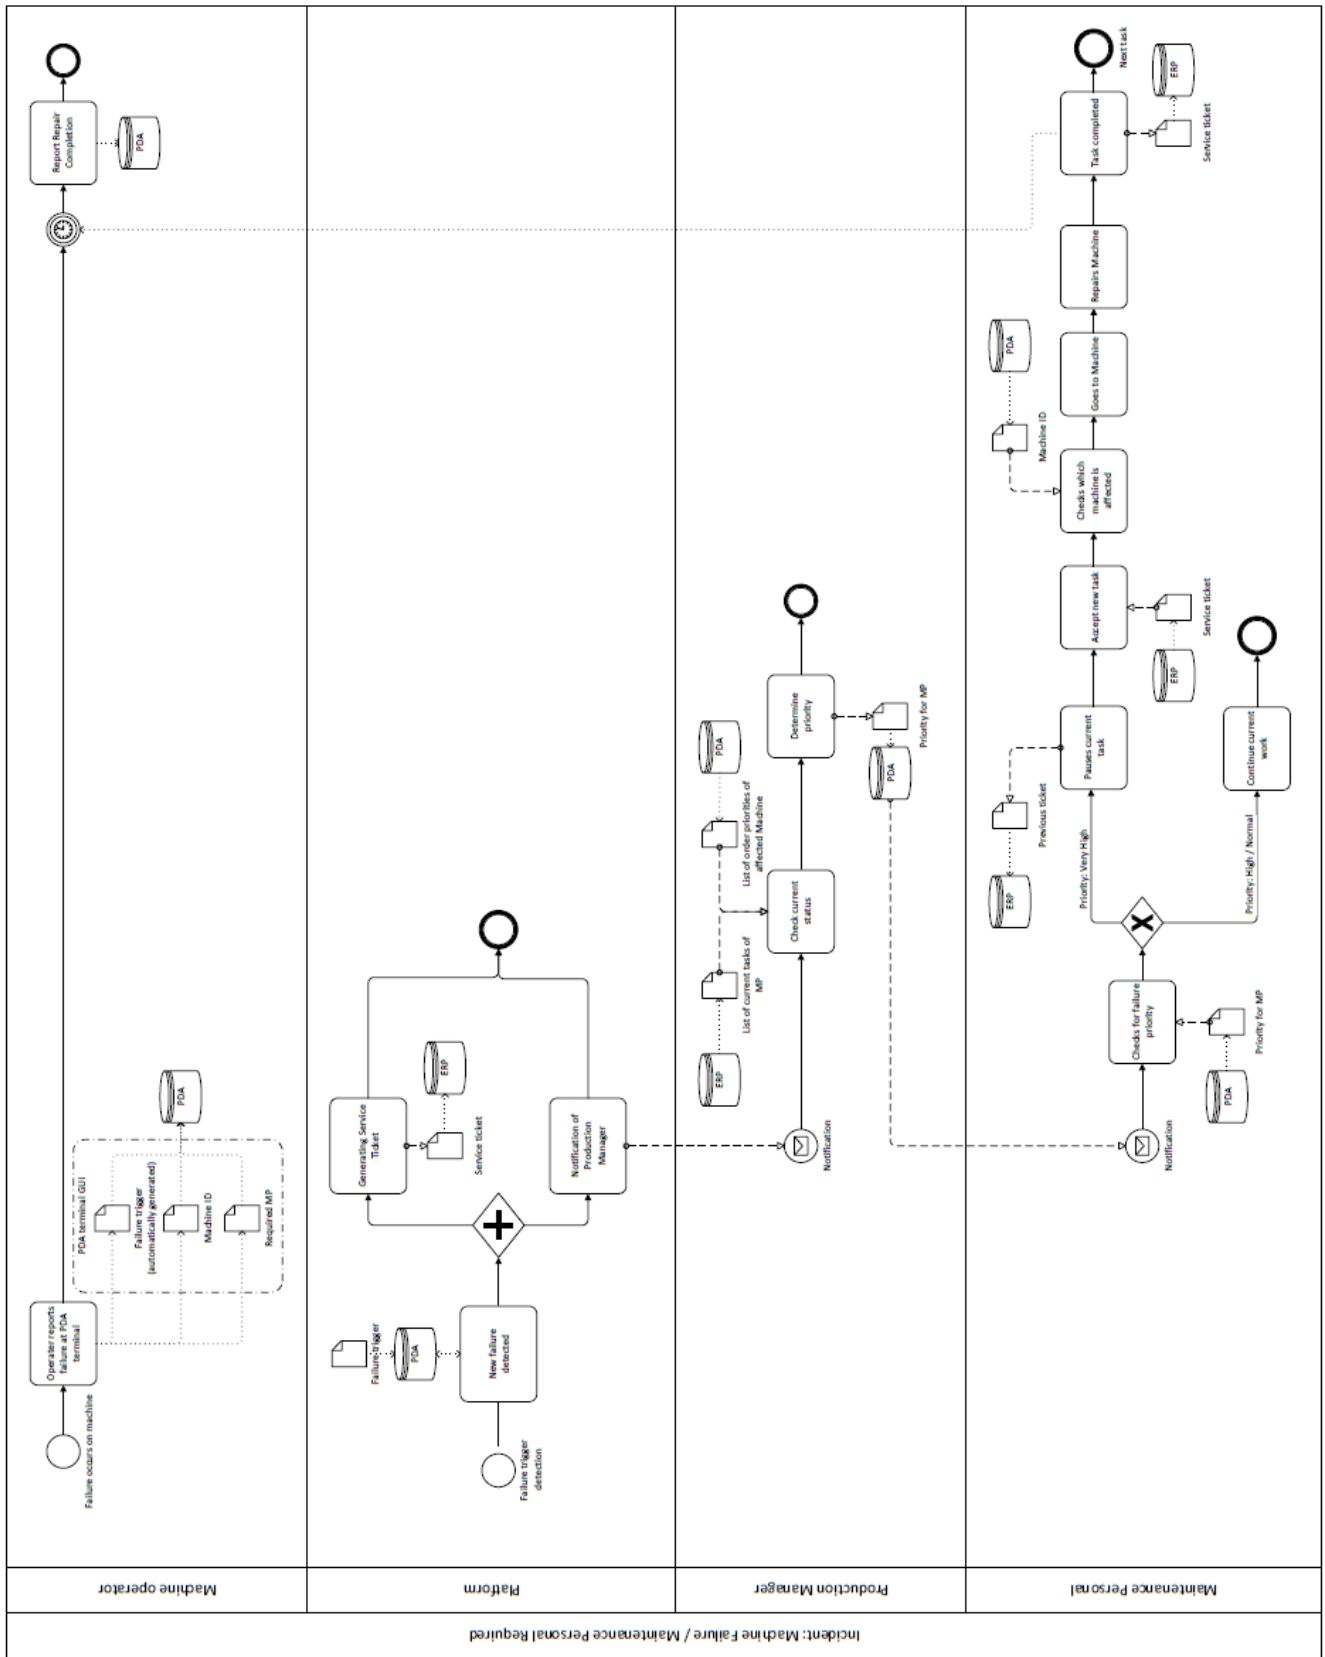 Incident: Machine Failure / Maintenance Personal Required
Machine operator
Failure occurs on machine
Operater reports
failure at PDA
terminal
PDA terminal GUI
Failure trigger
(automatically generated)
Machine ID
Required MP
PDA
Report Repair
Completion
PDA
Platform
Failure trigger
detection
New failure
detected
Failure trigger
PDA
Generating Service
Ticket
Service ticket
ERP
Notification of
Production
Manager
Production Manager
Notification
ERP
List of current tasks of
MP
Check current
status
List of order priorities of
affected Machine
PDA
Determine
priority
Priority for MP
PDA
Maintenance Personal
Notification
Checks for failure
priority
PDA
Priority for MP
X
Priority: Very High
Priority: High / Normal
Pauses current
task
Previous ticket
ERP
Continue current
work
Accept new task
ERP
Service ticket
Checks which
machine is
affected
Machine ID
PDA
Goes to Machine
Repairs Machine
Task completed
Service ticket
ERP
Next task